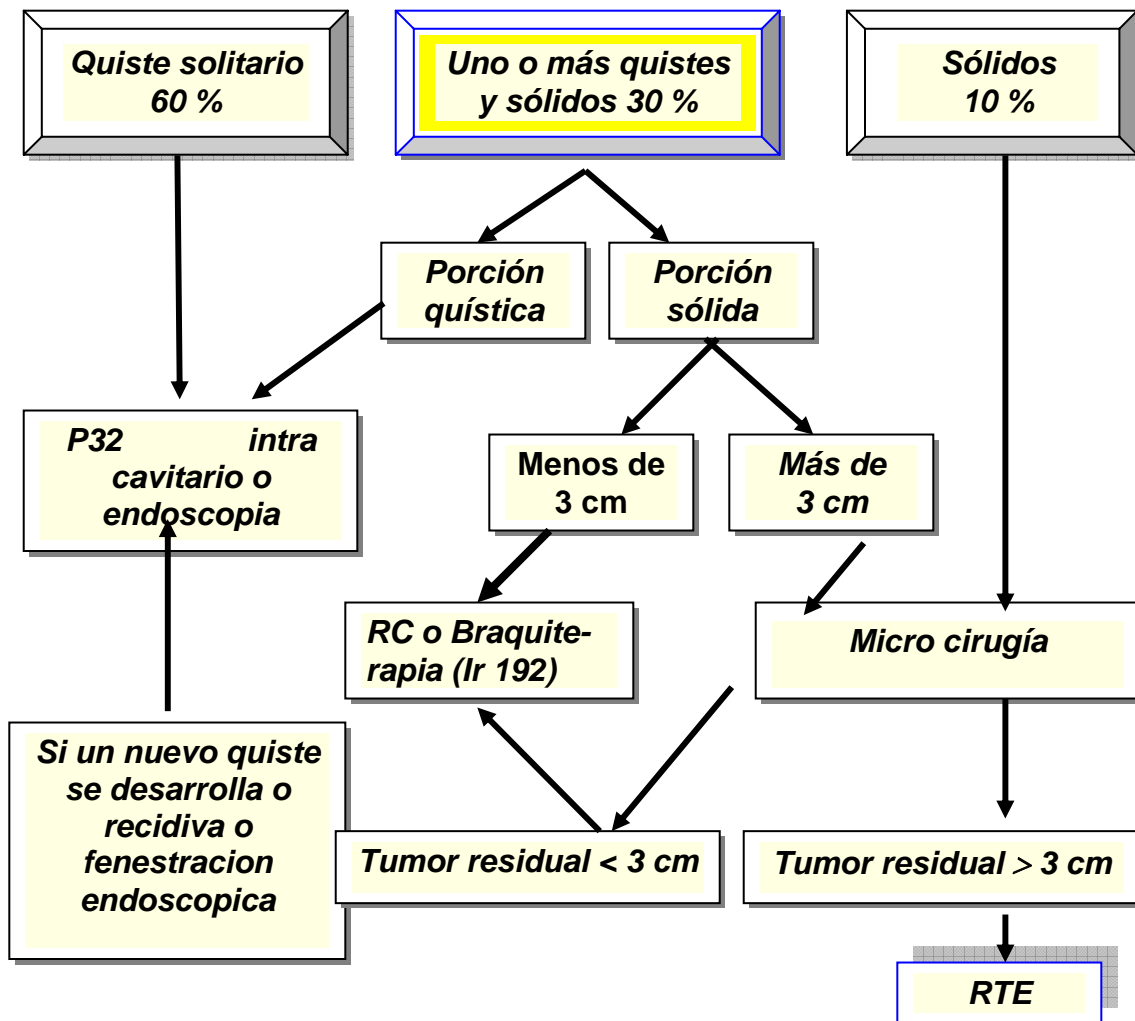 Quiste solitario
60 %
Uno o más quistes
y sólidos 30 %
Sólidos
10 %
Porción
quística
Porción
sólida
P32 intra
cavitario o
endoscopia
Menos de
3 cm
Más de
3 cm
RC o Braquite-
rapia (Ir 192)
Micro cirugía
Si un nuevo quiste
se desarrolla o
recidiva o
fenestracion
endoscopica
Tumor residual < 3 cm
Tumor residual > 3 cm
RTE